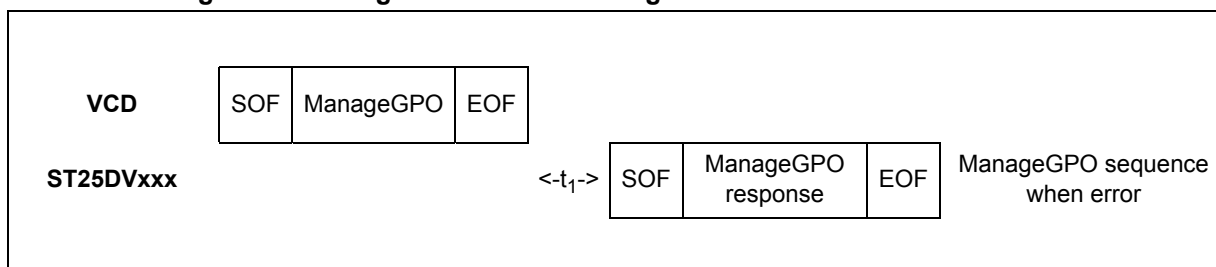 VCD SOF ManageGPO EOF
ST25DVxxx <-t1-> SOF ManageGPO response EOF ManageGPO sequence when error